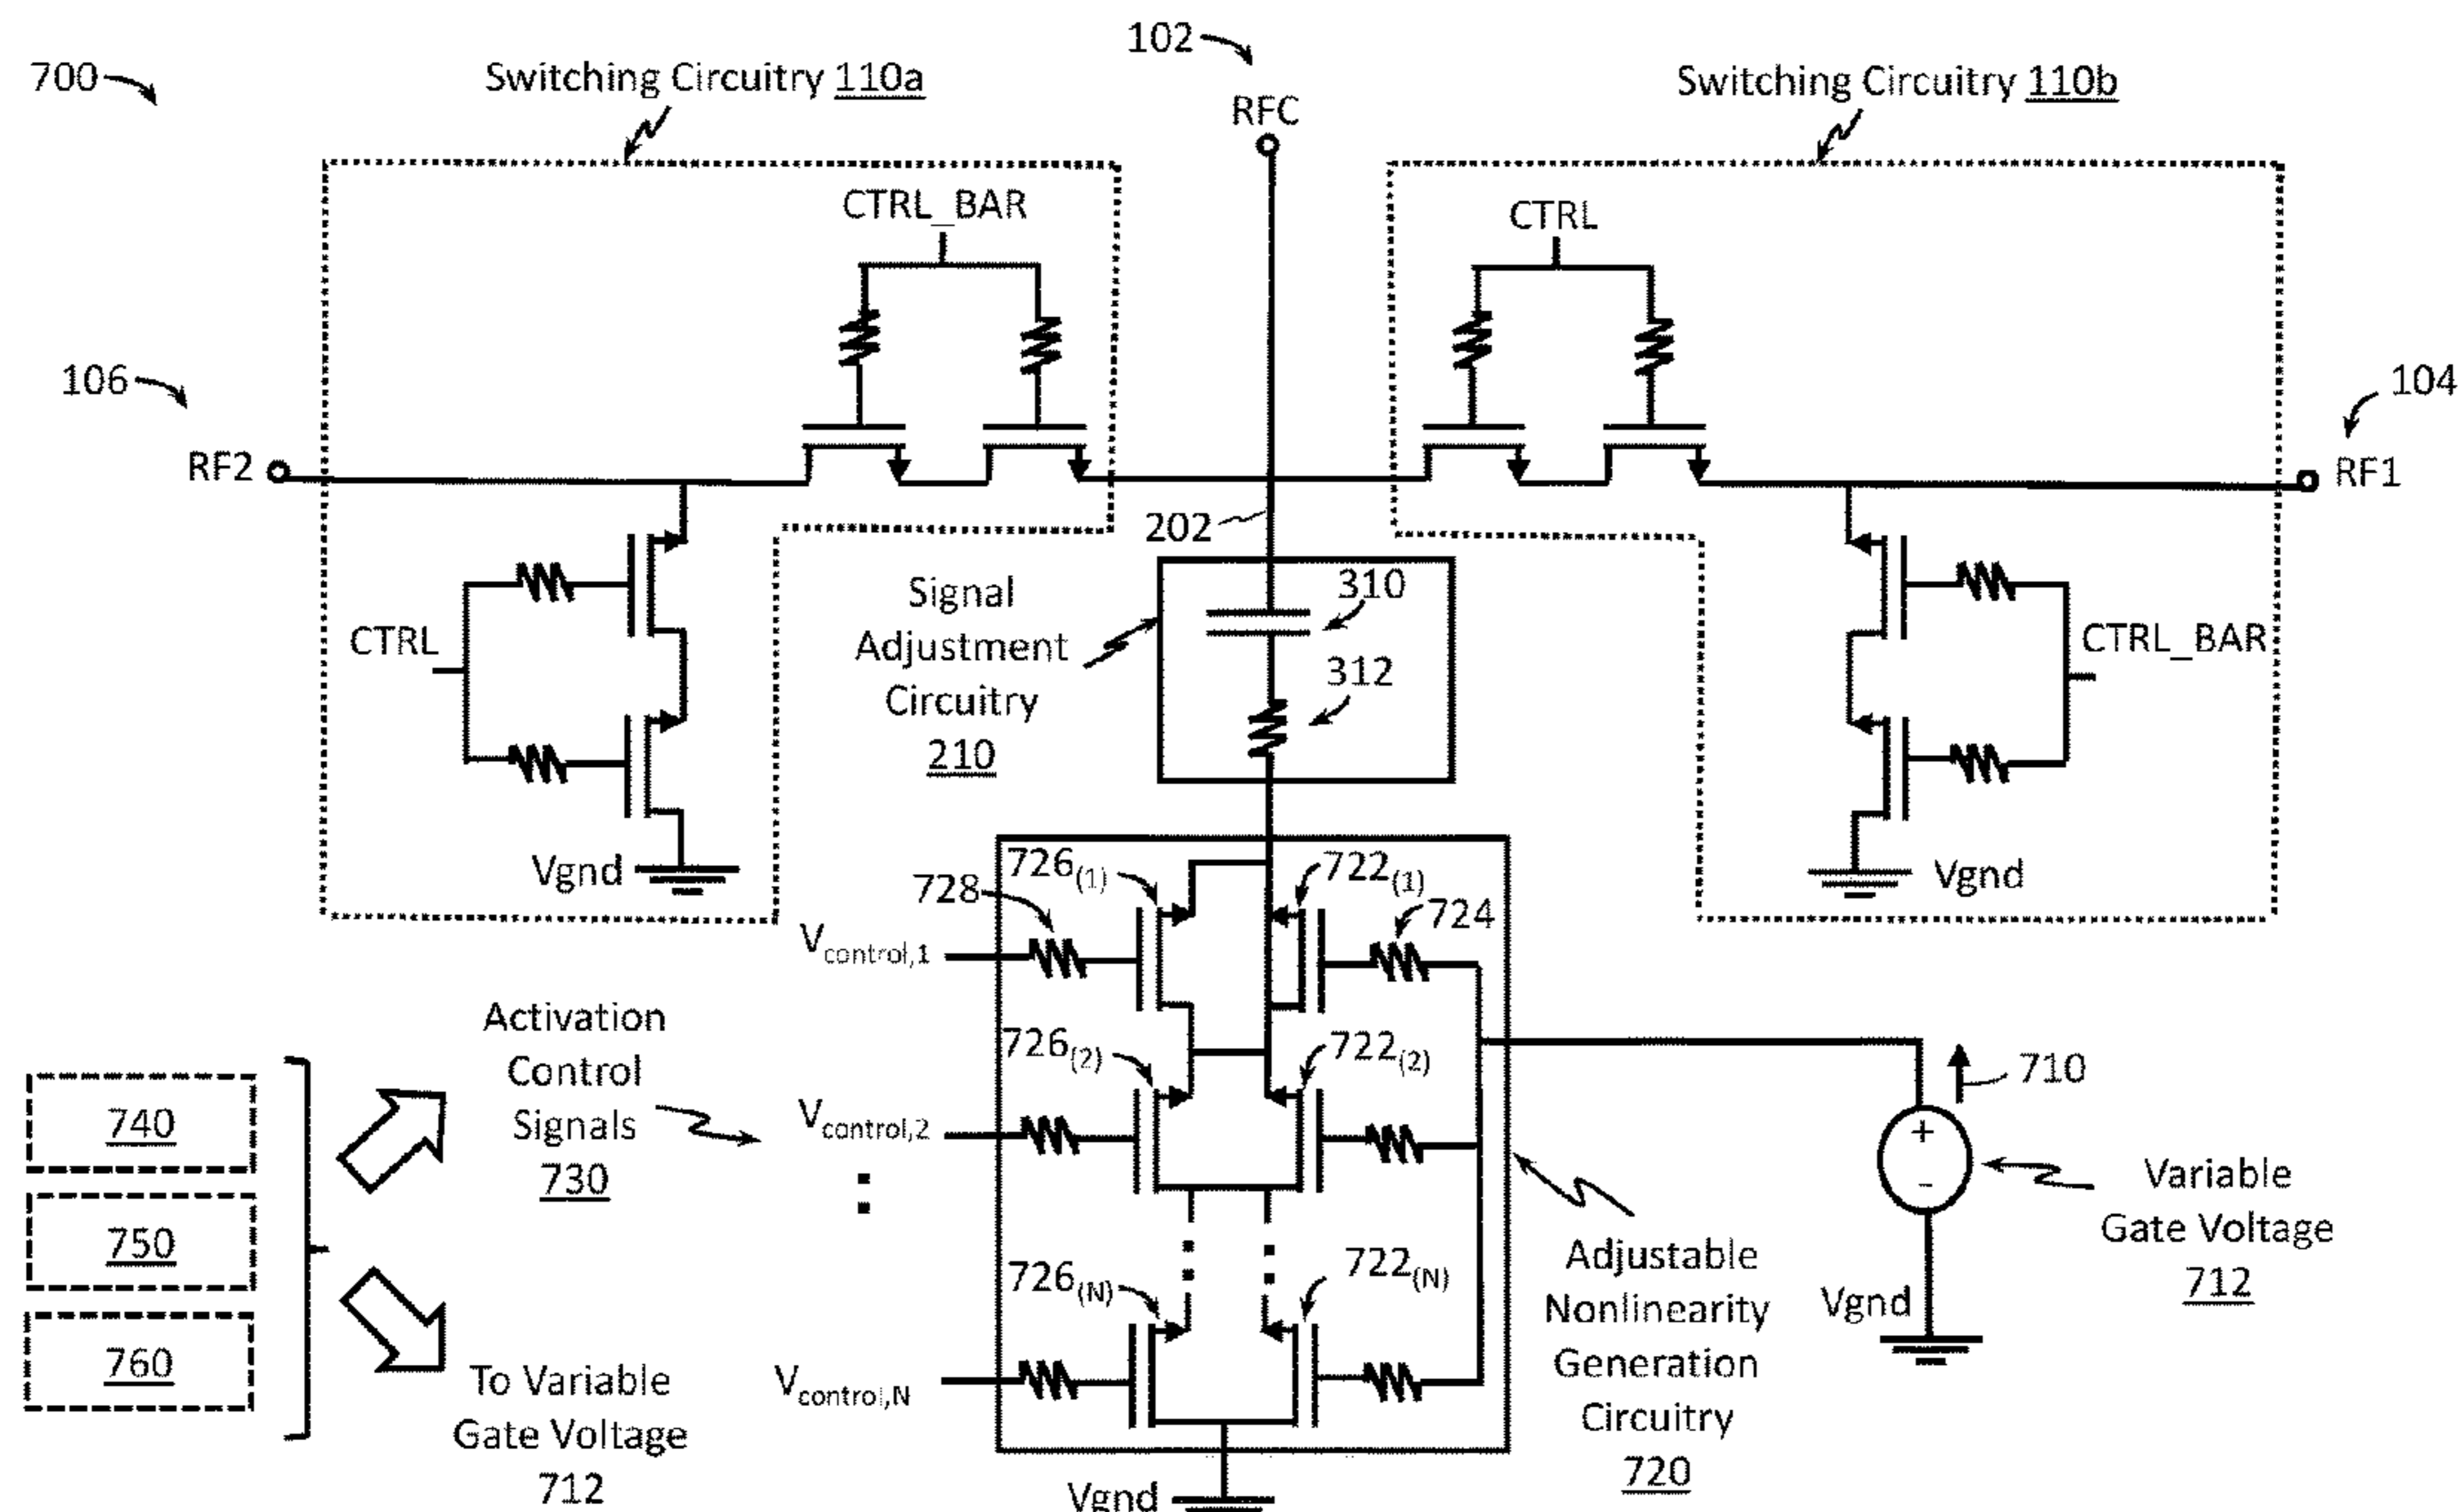 102
700
Switching Circuitry 110a
Switching Circuitry 110b
RFC
CTRL_BAR
CTRL
106
104
RF2
RF1
202
Signal
Adjustment
Circuitry
210
310
312
CTRL
CTRL_BAR
Vgnd
Vgnd
726(1)
722(1)
728
724
Vcontrol,1
Activation
Control
Signals
730
726(2)
722(2)
710
740
Vcontrol,2
+
-
Variable
Gate Voltage
712
750
Adjustable
Nonlinearity
Generation
Circuitry
720
726(N)
722(N)
Vgnd
760
To Variable
Gate Voltage
712
Vcontrol,N
Vgnd